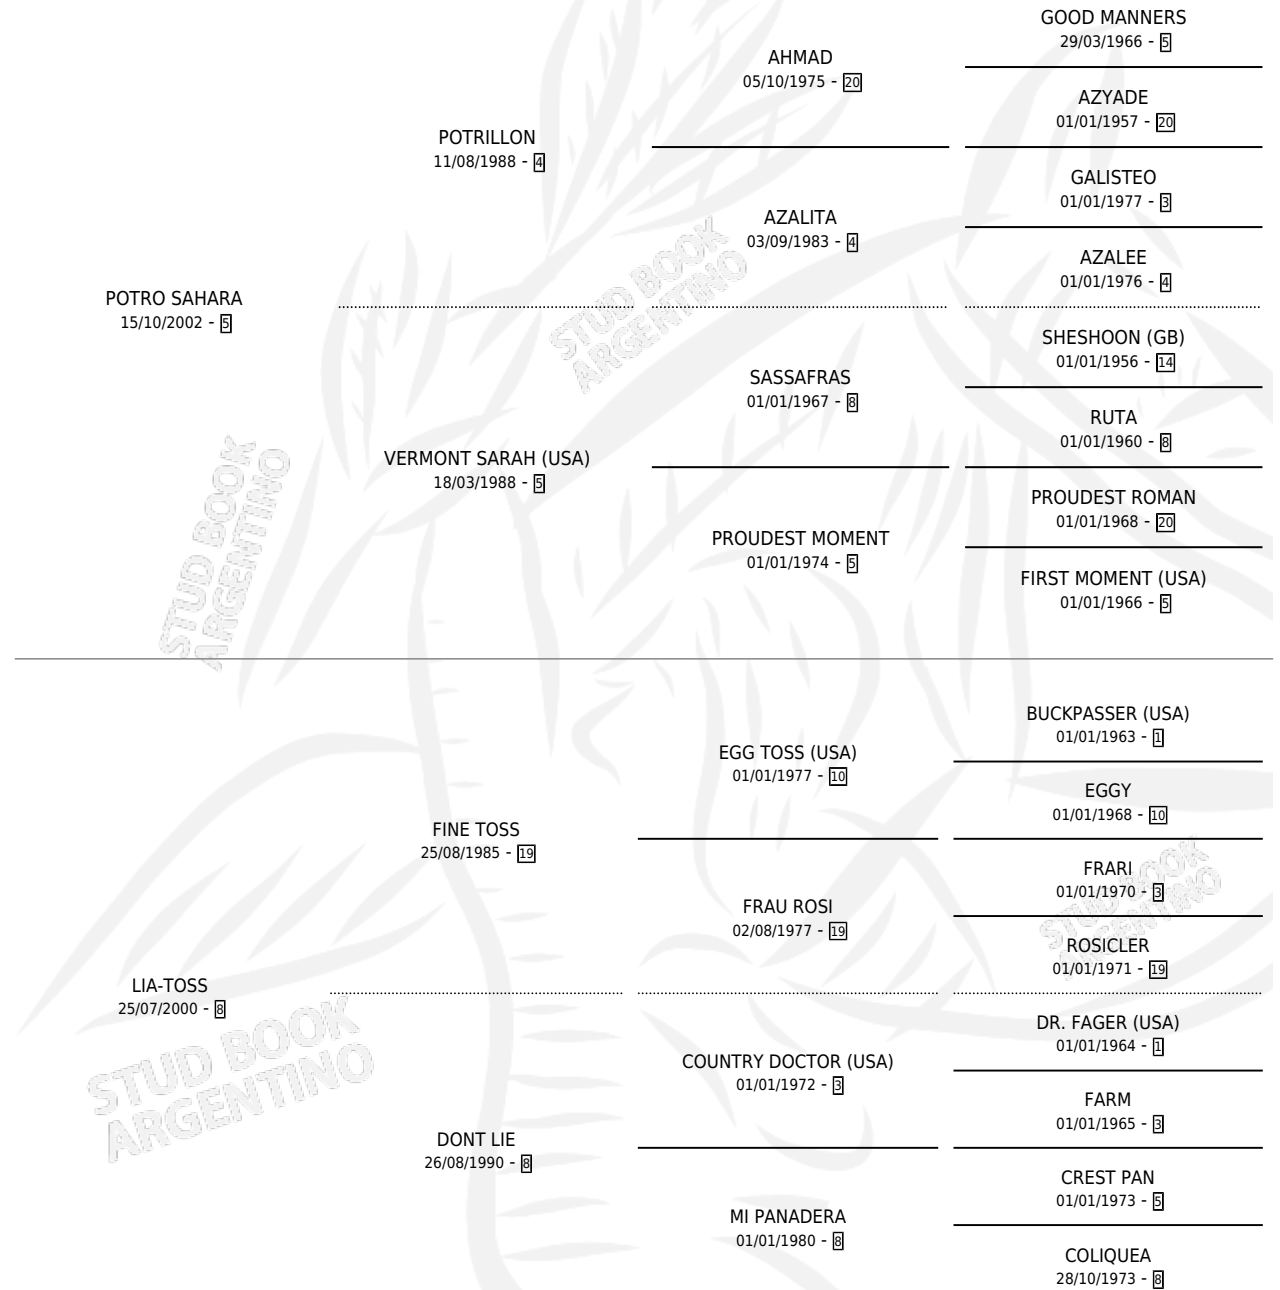 GOOD MANNERS
29/03/1966 - 5
AHMAD
05/10/1975 - 20
AZYADE
01/01/1957 - 20
POTRILLON
11/08/1988 - 4
GALISTEO
01/01/1977 - 3
AZALITA
03/09/1983 - 4
AZALEE
01/01/1976 - 4
POTRO SAHARA
15/10/2002 - 5
SHESHOON (GB)
01/01/1956 - 14
SASSAFRAS
01/01/1967 - 8
RUTA
01/01/1960 - 8
VERMONT SARAH (USA)
18/03/1988 - 5
PROUDEST ROMAN
01/01/1968 - 20
PROUDEST MOMENT
01/01/1974 - 5
FIRST MOMENT (USA)
01/01/1966 - 5
STUD BOOK
ARGENTINO
STUD BOOK
ARGENTINO
BUCKPASSER (USA)
01/01/1963 - 1
EGG TOSS (USA)
01/01/1977 - 10
EGGY
01/01/1968 - 10
FINE TOSS
25/08/1985 - 19
FRARI
01/01/1970 - 3
FRAU ROSI
02/08/1977 - 19
ROSICLER
01/01/1971 - 19
LIA-TOSS
25/07/2000 - 8
DR. FAGER (USA)
01/01/1964 - 1
COUNTRY DOCTOR (USA)
01/01/1972 - 3
FARM
01/01/1965 - 3
DONT LIE
26/08/1990 - 8
CREST PAN
01/01/1973 - 5
MI PANADERA
01/01/1980 - 8
COLIQUEA
28/10/1973 - 8
STUD BOOK
ARGENTINO
STUD BOOK
ARGENTINO